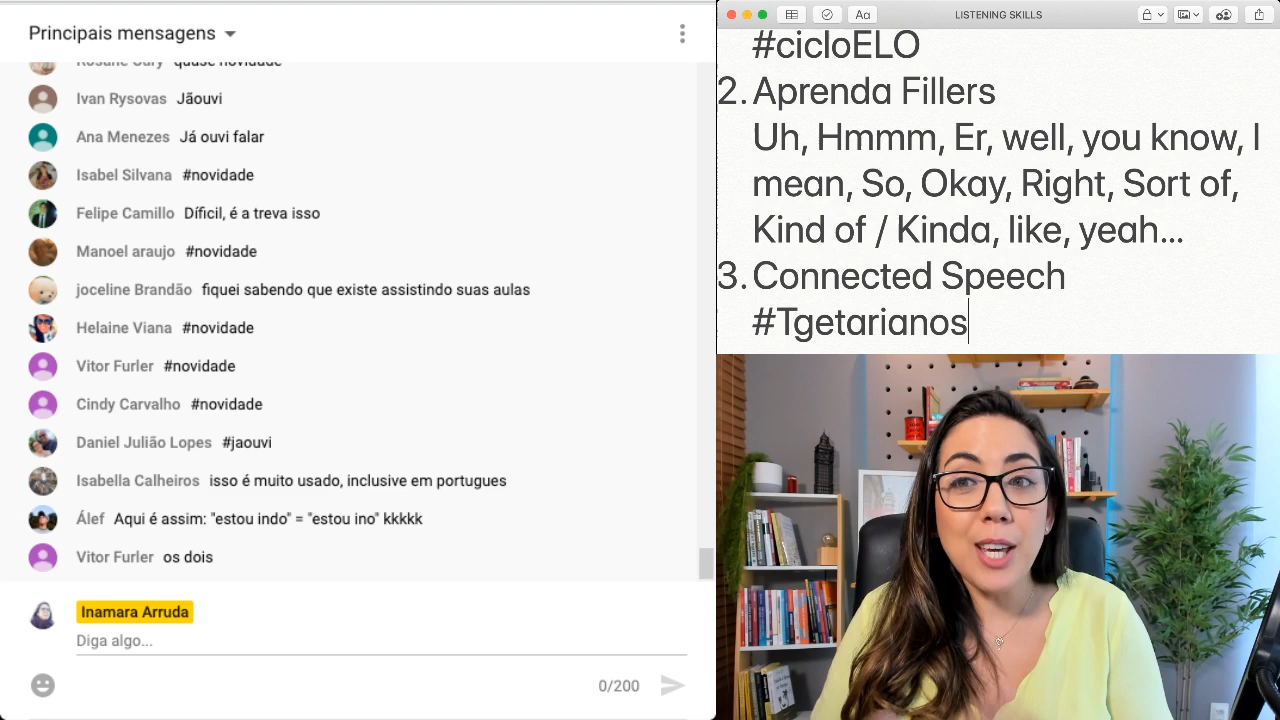 Principais mensagens
quase novidade
Ivan Rysovas Jãouvi
Ana Menezes Já ouvi falar
Isabel Silvana #novidade
Felipe Camillo Díficil, é a treva isso
Manoel araujo #novidade
joceline Brandão fiquei sabendo que existe assistindo suas aulas
Helaine Viana #novidade
Vitor Furler #novidade
Cindy Carvalho #novidade
Daniel Julião Lopes #jaouvi
Isabella Calheiros isso é muito usado, inclusive em portugues
Álef Aqui é assim: "estou indo" = "estou ino" kkkkk
Vitor Furler os dois
Inamara Arruda
Diga algo...
0/200
Aa
LISTENING SKILLS
#cicloELO
2. Aprenda Fillers
Uh, Hmmm, Er, well, you know, I
mean, So, Okay, Right, Sort of,
Kind of / Kinda, like, yeah...
3. Connected Speech
#Tgetarianos